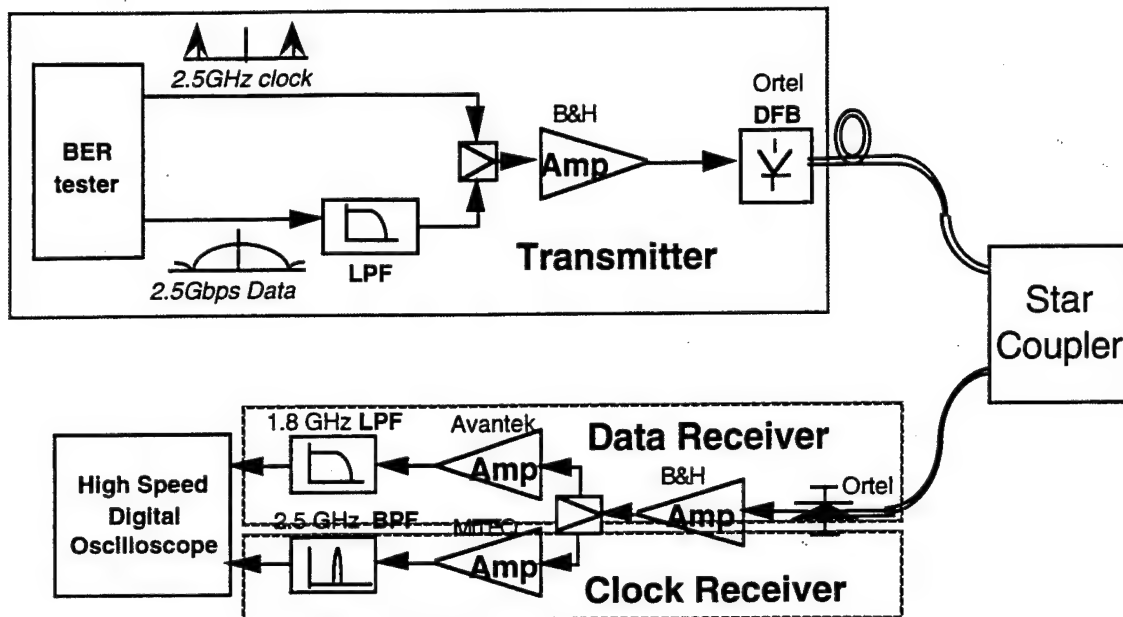 2.5GHz clock
BER
tester
B&H
Amp
Ortel
DFB
LPF
2.5Gbps Data
Transmitter
Star
Coupler
1.8 GHz LPF
Avantek
Amp
Data Receiver
B&H
Amp
Ortel
High Speed
Digital
Oscilloscope
2.5 GHz BPF
MITEQ
Amp
Clock Receiver